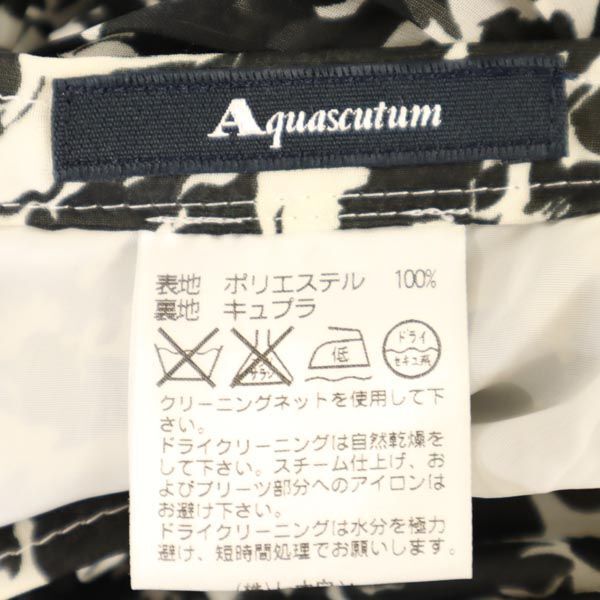 Aquascutum
表地 ポリエステル 100%
裏地 キュプラ
低
ドライ
セキユ系
クリーニングネットを使用して下
さい。
ドライクリーニングは自然乾燥を
して下さい。スチーム仕上げ、お
よびプリーツ部分へのアイロンは
お避け下さい。
ドライクリーニングは水分を極力
避け、短時間処理でお願いします。